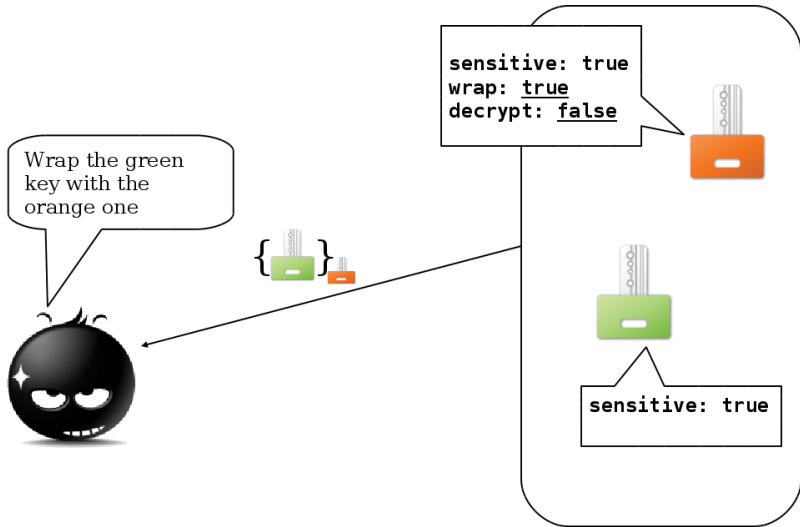 sensitive: true
wrap: true
decrypt: false
Wrap the green
key with the
orange one
{ }
sensitive: true